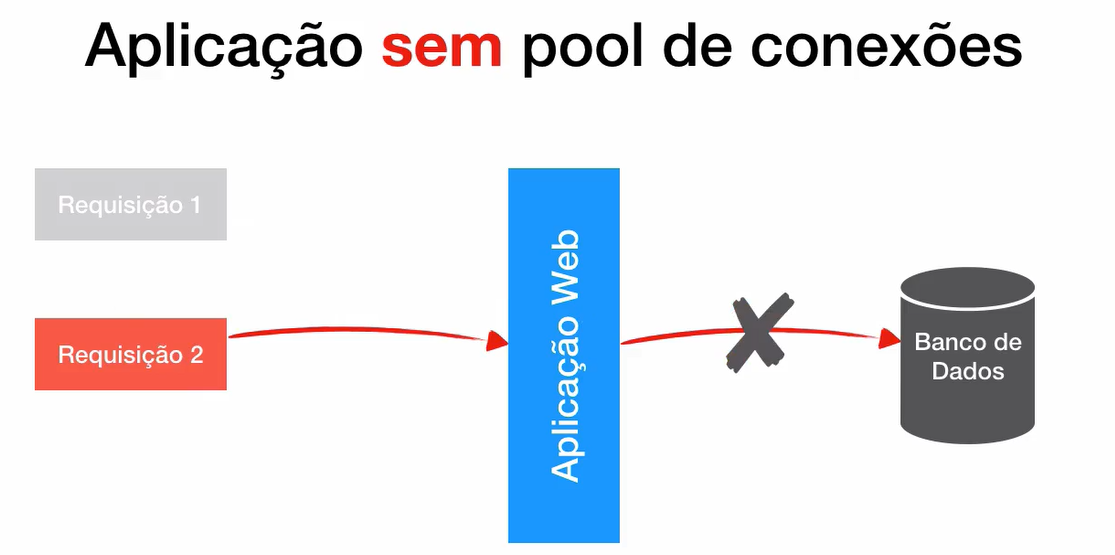 Aplicação sem pool de conexões
Requisição 1
Requisição 2
Aplicação Web
Banco de
Dados